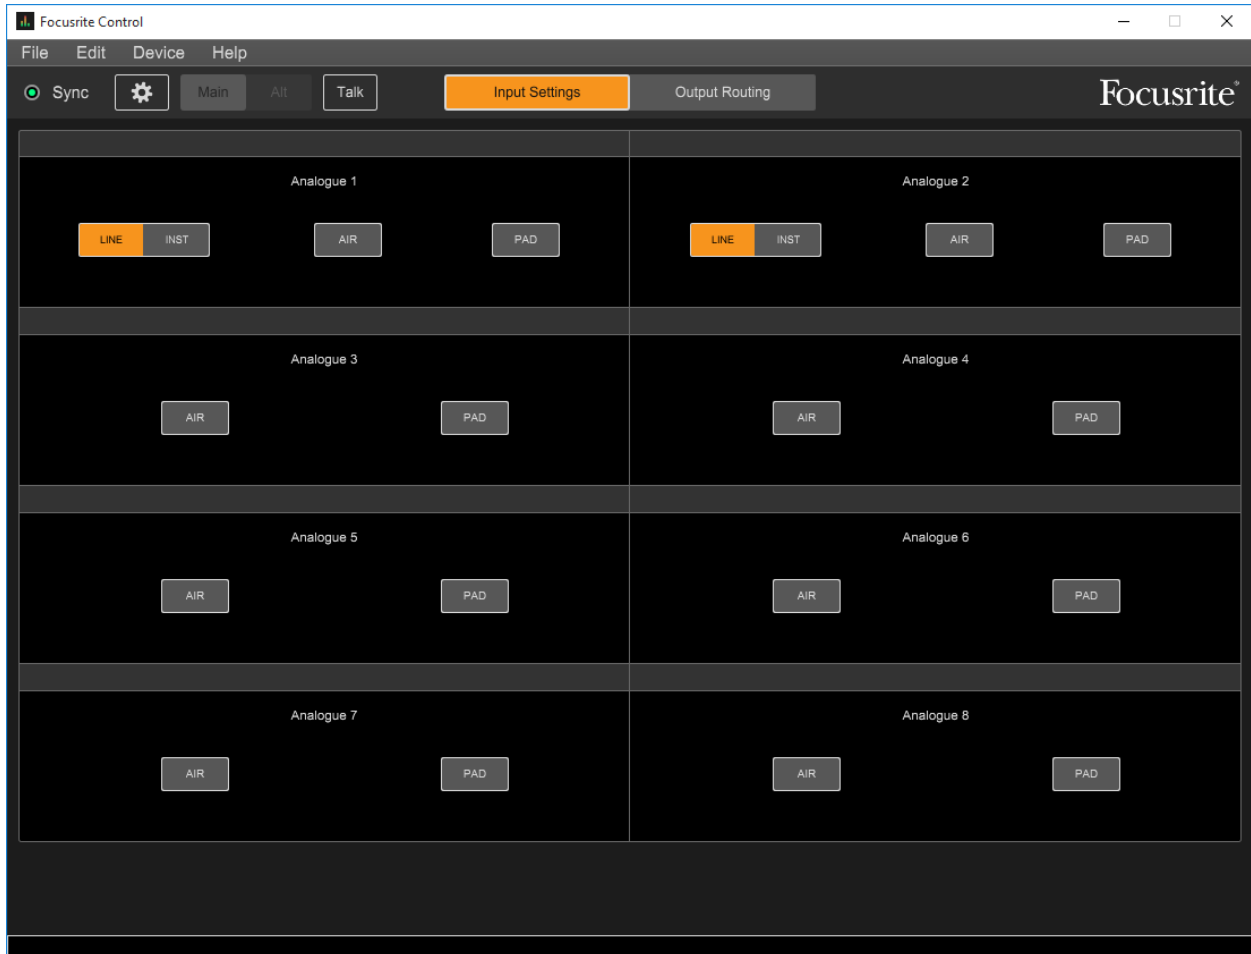 Focusrite Control
File Edit Device Help
Sync Main Alt Talk Input Settings Output Routing Focusrite
Analogue 1 Analogue 2
LINE INST AIR PAD LINE INST AIR PAD
Analogue 3 Analogue 4
AIR PAD AIR PAD
Analogue 5 Analogue 6
AIR PAD AIR PAD
Analogue 7 Analogue 8
AIR PAD AIR PAD